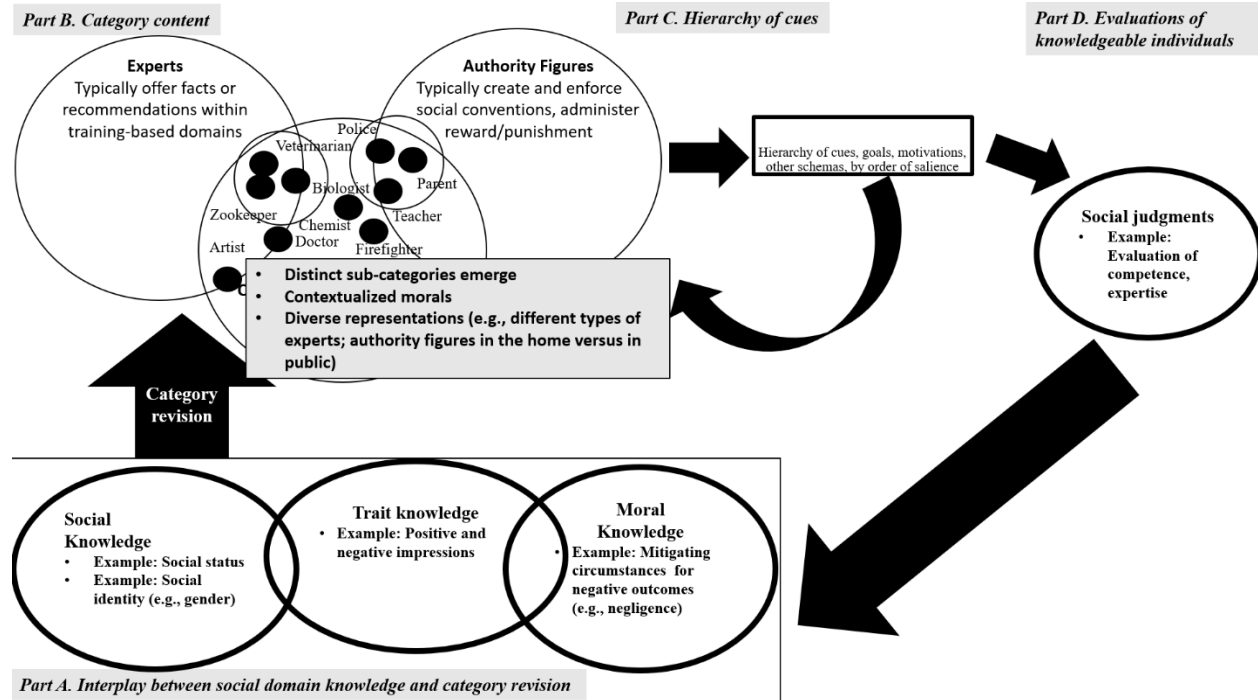 Part B. Category content
Part C. Hierarchy of cues
Part D. Evaluations of
knowledgeable individuals
Experts
Typically offer facts or
recommendations within
training-based domains
Authority Figures
Typically create and enforce
social conventions, administer
reward/punishment
Police
Veterinarian
Parent
Biologist
Zookeeper
Teacher
Chemist
Doctor
Firefighter
Artist
• Distinct sub-categories emerge
• Contextualized morals
• Diverse representations (e.g., different types of
experts; authority figures in the home versus in
public)
Hierarchy of cues, goals, motivations,
other schemas, by order of salience
Social judgments
• Example:
Evaluation of
competence,
expertise
Category
revision
Social
Knowledge
• Example: Social status
• Example: Social
identity (e.g., gender)
Trait knowledge
• Example: Positive and
negative impressions
Moral
Knowledge
• Example: Mitigating
circumstances for
negative outcomes
(e.g., negligence)
Part A. Interplay between social domain knowledge and category revision